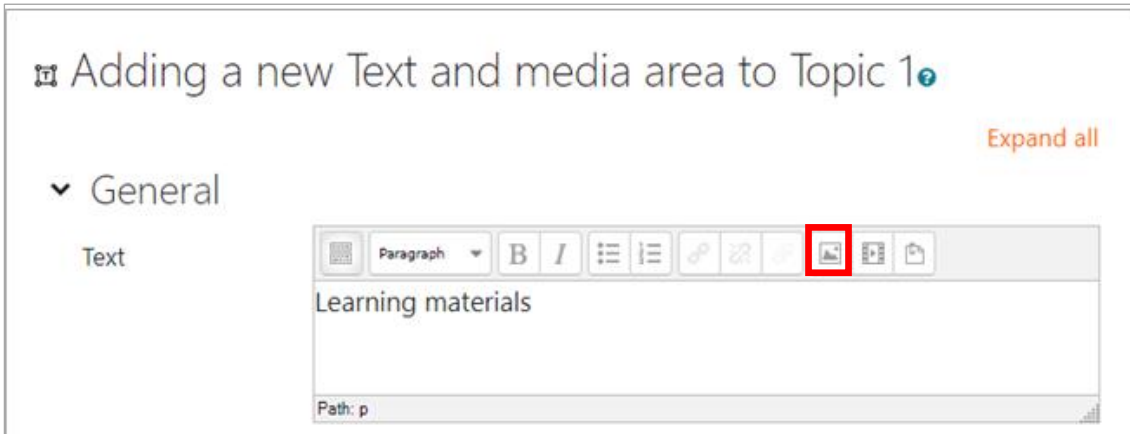 Adding a new Text and media area to Topic 1
Expand all
General
Text
Paragraph B I
Learning materials
Path: p